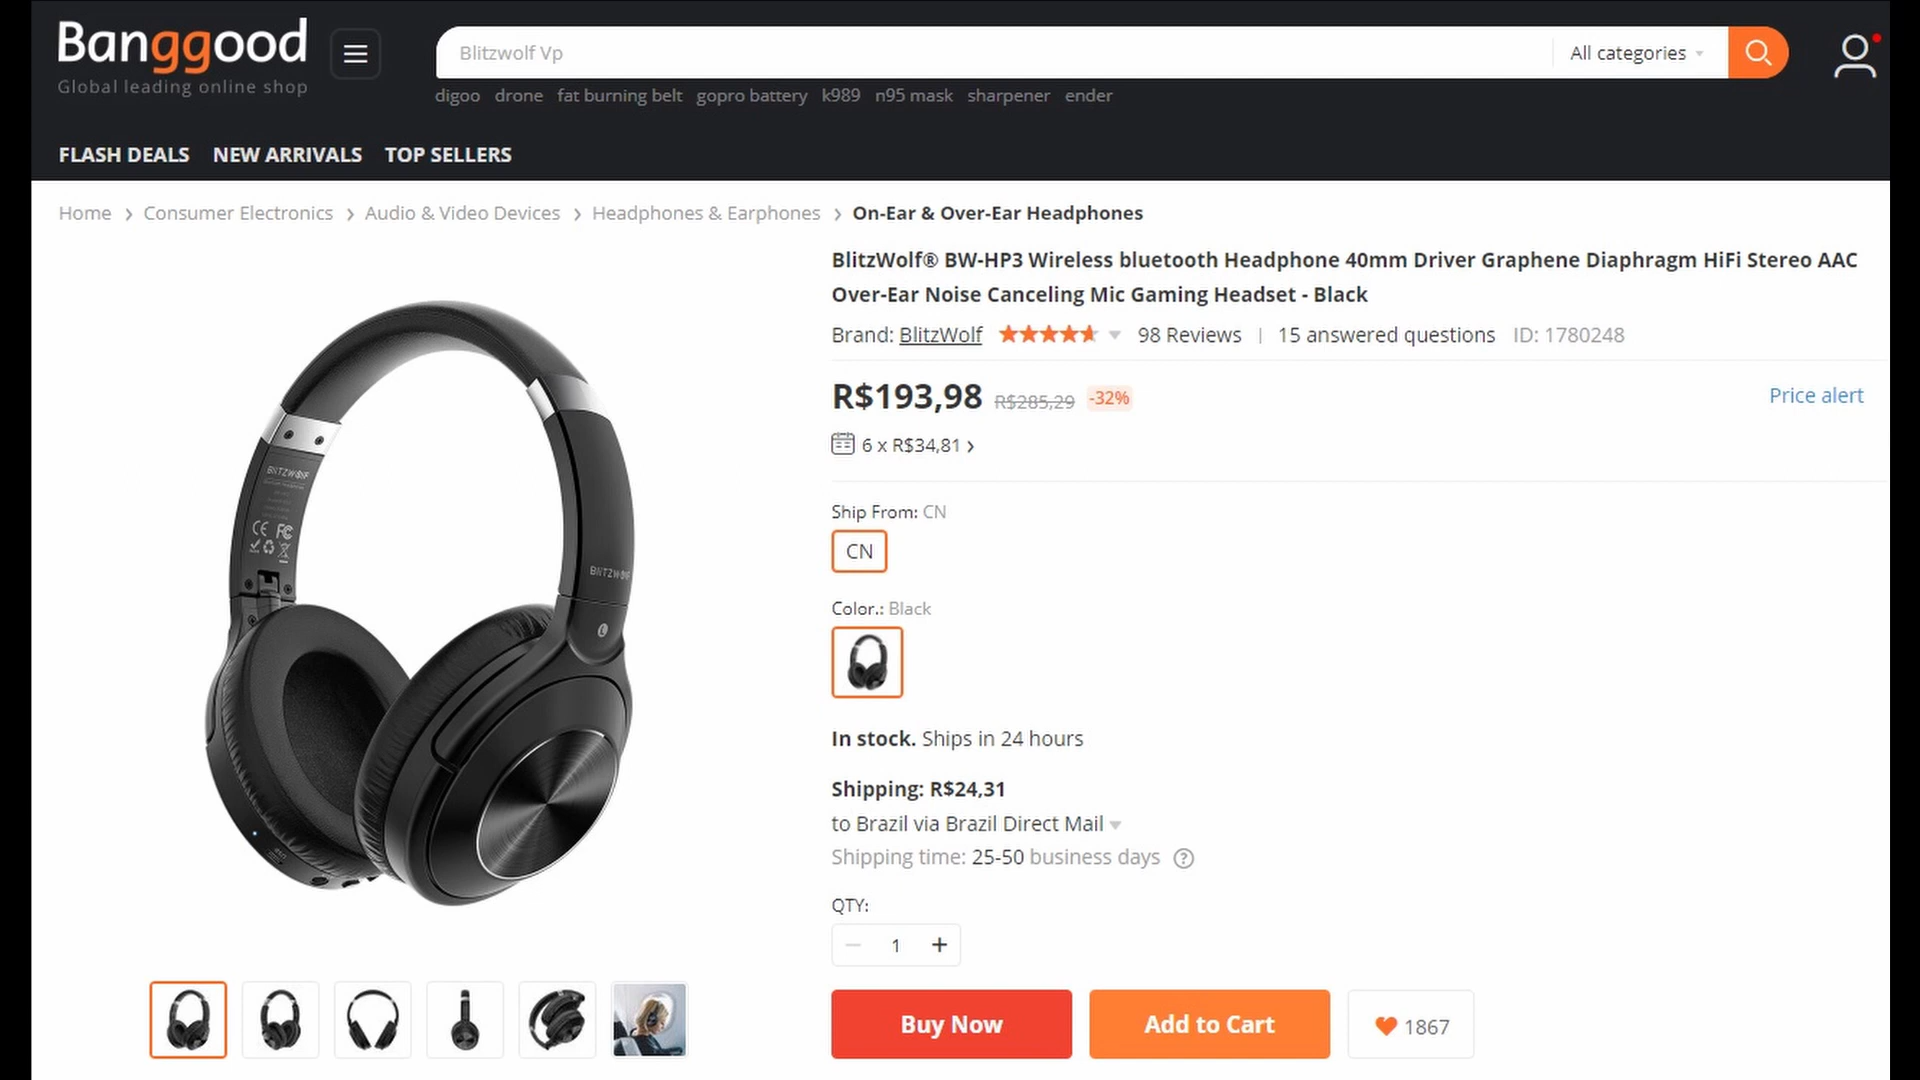 Banggood
Global leading online shop
Blitzwolf Vp
All categories
digoo drone fat burning belt gopro battery k989 n95 mask sharpener ender
FLASH DEALS NEW ARRIVALS TOP SELLERS
Home > Consumer Electronics > Audio & Video Devices > Headphones & Earphones > On-Ear & Over-Ear Headphones
BlitzWolf® BW-HP3 Wireless bluetooth Headphone 40mm Driver Graphene Diaphragm HiFi Stereo AAC
Over-Ear Noise Canceling Mic Gaming Headset - Black
Brand: BlitzWolf 98 Reviews | 15 answered questions ID: 1780248
R$193,98 R$285,29 -32%
Price alert
6 x R$34,81 >
Ship From: CN
CN
Color.: Black
In stock. Ships in 24 hours
Shipping: R$24,31
to Brazil via Brazil Direct Mail
Shipping time: 25-50 business days ?
QTY:
− 1 +
Buy Now
Add to Cart
1867
BLITZWOLF
CE FC
BLITZWOLF
L